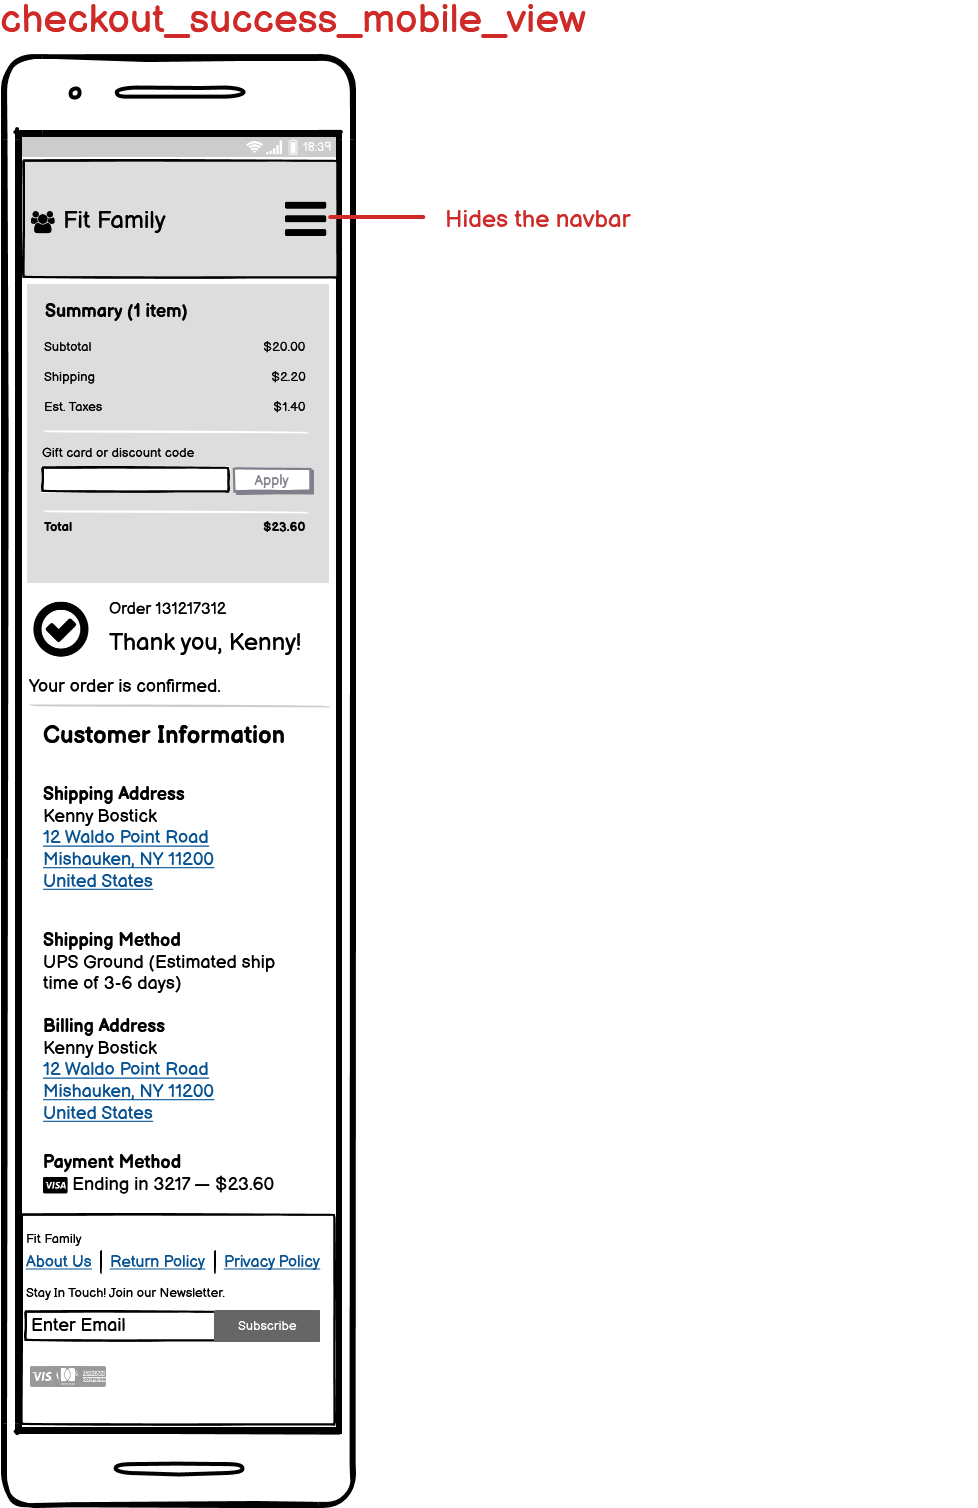 checkout_success_mobile_view
18:39
Fit Family
Hides the navbar
Summary (1 item)
Subtotal $20.00
Shipping $2.20
Est. Taxes $1.40
Gift card or discount code
Apply
Total $23.60
Order 131217312
Thank you, Kenny!
Your order is confirmed.
Customer Information
Shipping Address
Kenny Bostick
12 Waldo Point Road
Mishauken, NY 11200
United States
Shipping Method
UPS Ground (Estimated ship
time of 3-6 days)
Billing Address
Kenny Bostick
12 Waldo Point Road
Mishauken, NY 11200
United States
Payment Method
VISA Ending in 3217 — $23.60
Fit Family
About Us | Return Policy | Privacy Policy
Stay In Touch! Join our Newsletter.
Enter Email Subscribe
VIS